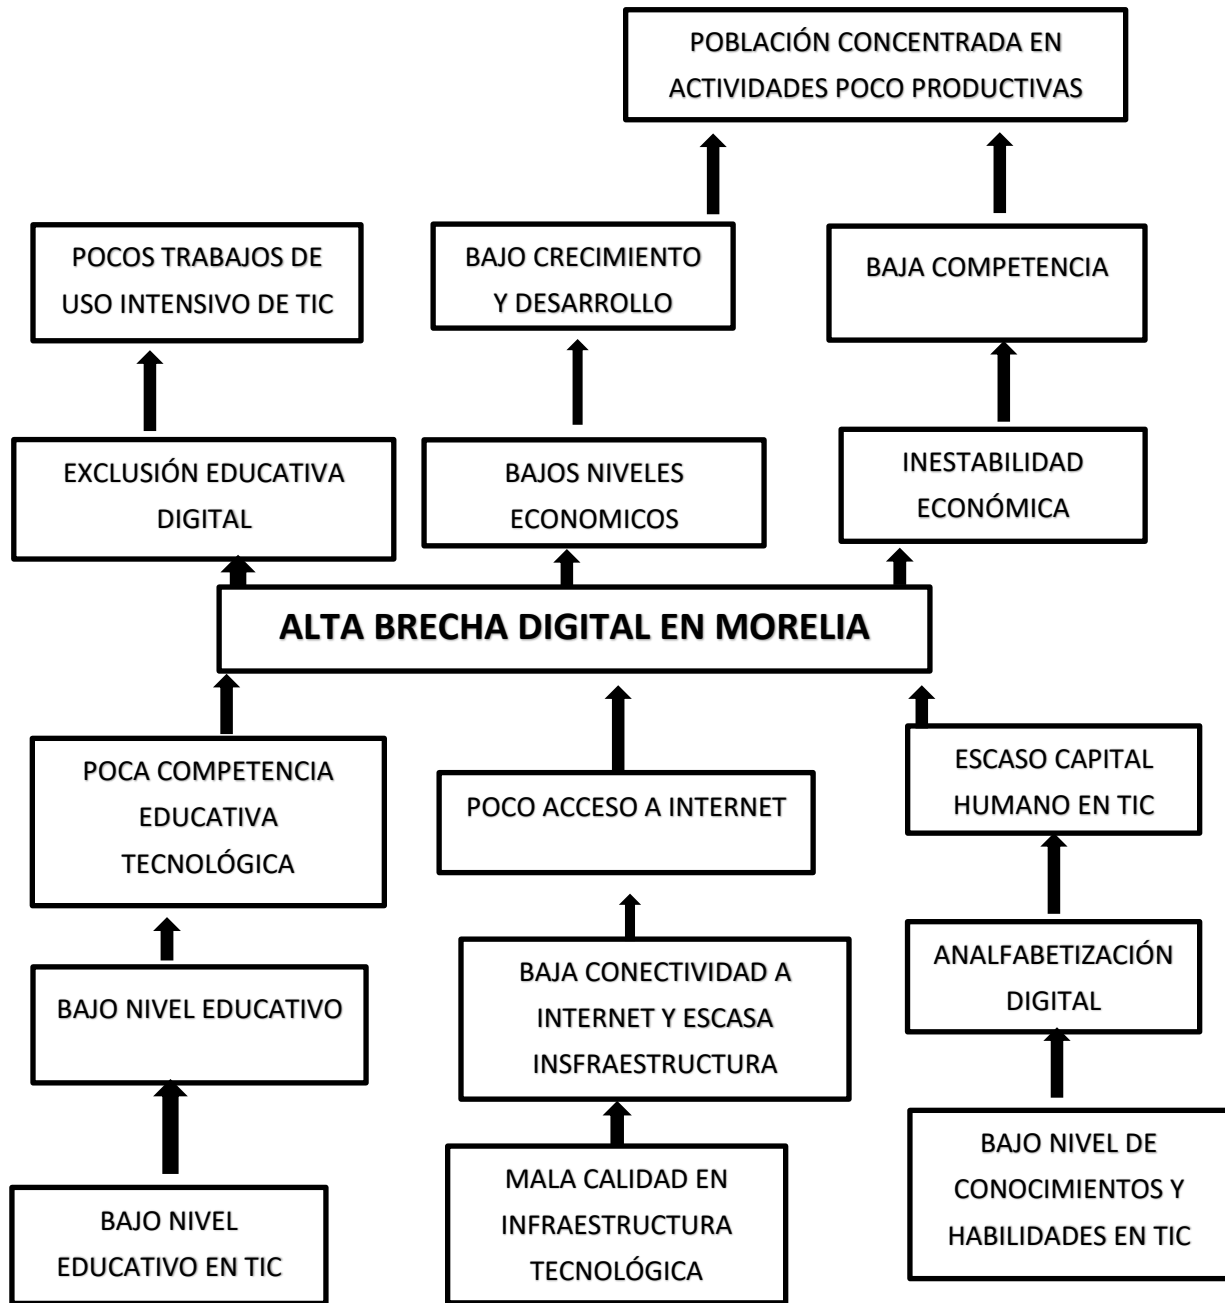 POBLACIÓN CONCENTRADA EN
ACTIVIDADES POCO PRODUCTIVAS
POCOS TRABAJOS DE
USO INTENSIVO DE TIC
BAJO CRECIMIENTO
Y DESARROLLO
BAJA COMPETENCIA
EXCLUSIÓN EDUCATIVA
DIGITAL
BAJOS NIVELES
ECONOMICOS
INESTABILIDAD
ECONÓMICA
ALTA BRECHA DIGITAL EN MORELIA
POCA COMPETENCIA
EDUCATIVA
TECNOLÓGICA
POCO ACCESO A INTERNET
ESCASO CAPITAL
HUMANO EN TIC
BAJO NIVEL EDUCATIVO
BAJA CONECTIVIDAD A
INTERNET Y ESCASA
INSFRAESTRUCTURA
ANALFABETIZACIÓN
DIGITAL
BAJO NIVEL
EDUCATIVO EN TIC
MALA CALIDAD EN
INFRAESTRUCTURA
TECNOLÓGICA
BAJO NIVEL DE
CONOCIMIENTOS Y
HABILIDADES EN TIC